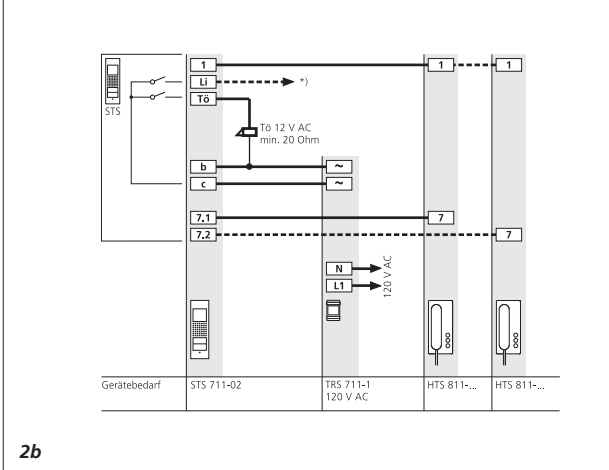 1 1 1
Li *)
Tö
STS
Tö 12 V AC
min. 20 Ohm
b ~
c ~
7.1 7
7.2 7
N
L1
120 V AC
Gerätebedarf STS 711-02 TRS 711-1 HTS 811-... HTS 811-...
120 V AC
2b